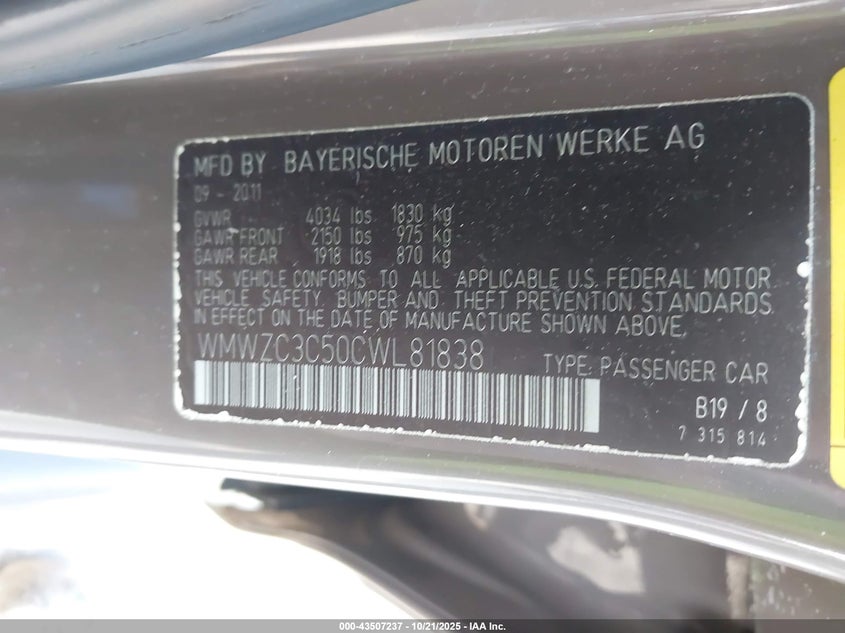 MFD BY BAYERISCHE MOTOREN WERKE AG
09 - 2011
GVWR 4034 lbs 1830 kg
GAWR FRONT 2150 lbs 975 kg
GAWR REAR 1918 lbs 870 kg
THIS VEHICLE CONFORMS TO ALL APPLICABLE U.S. FEDERAL MOTOR
VEHICLE SAFETY, BUMPER AND THEFT PREVENTION STANDARDS
IN EFFECT ON THE DATE OF MANUFACTURE SHOWN ABOVE.
WMWZC3C50CWL81838 TYPE: PASSENGER CAR
B19 / 8
7 315 814
000-43507237 - 10/21/2025 - IAA Inc.